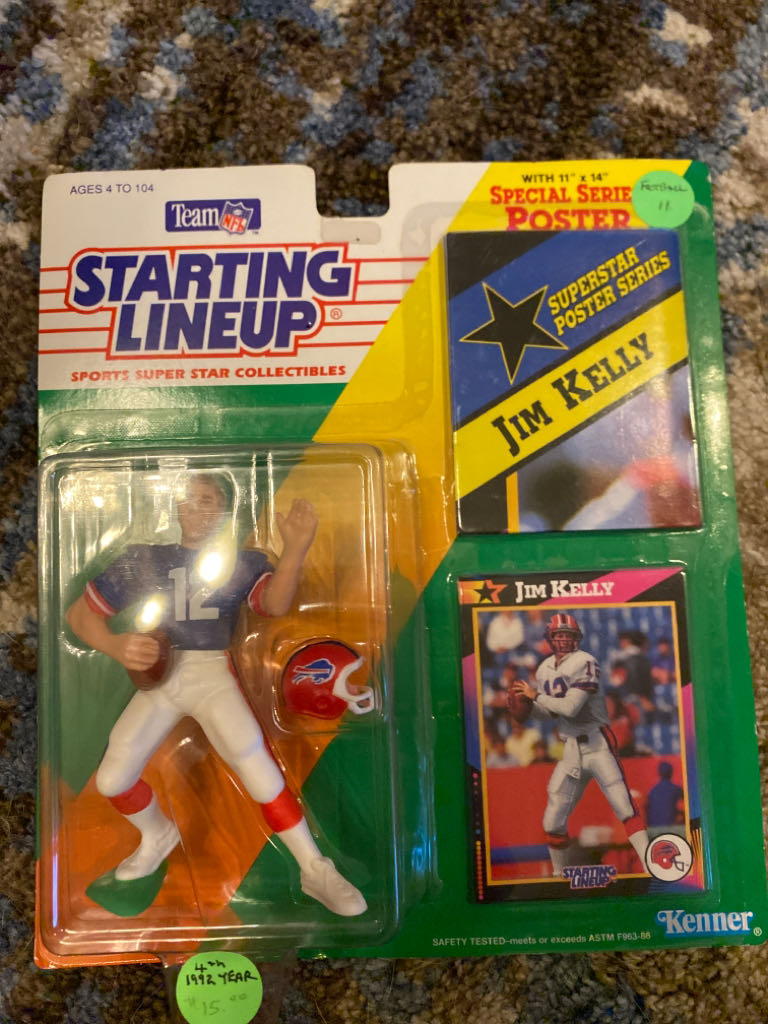 AGES 4 TO 104
Team NFL
STARTING
LINEUP®
SPORTS SUPER STAR COLLECTIBLES
WITH 11" x 14"
SPECIAL SERIE
POSTER
FOOTBALL
11
SUPERSTAR
POSTER SERIES
JIM KELLY
12
JIM KELLY
12
STARTING
LINEUP
SAFETY TESTED–meets or exceeds ASTM F963-86
Kenner®
4th
1992 YEAR
$15.00